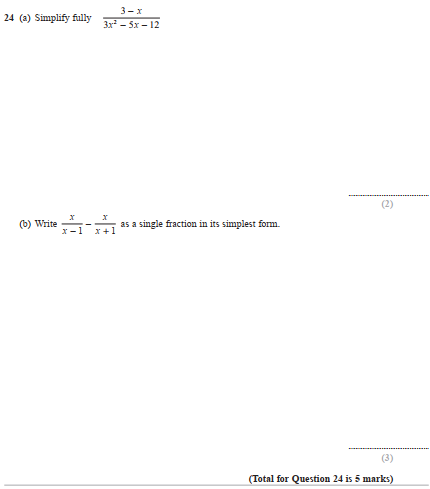 24 (a) Simplify fully (3 – x)/(3x² – 5x – 12)
(2)
(b) Write x/(x – 1) – x/(x + 1) as a single fraction in its simplest form.
(3)
(Total for Question 24 is 5 marks)